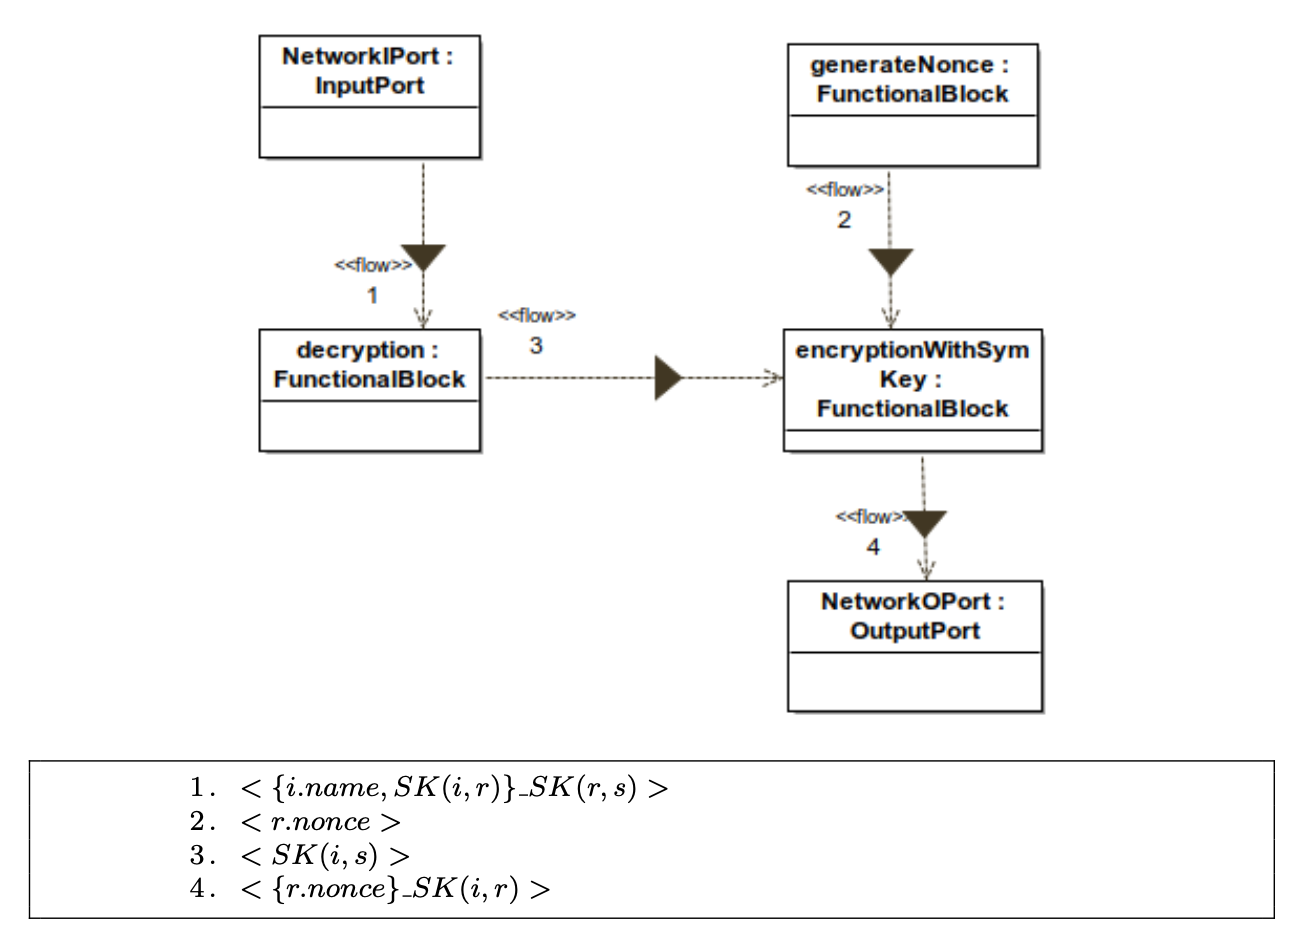 NetworkIPort :
InputPort
generateNonce :
FunctionalBlock
<<flow>>
2
<<flow>>
1
<<flow>>
3
decryption :
FunctionalBlock
encryptionWithSym
Key :
FunctionalBlock
<<flow>>
4
NetworkOPort :
OutputPort
1. < {i.name, SK(i, r)}_SK(r, s) >
2. < r.nonce >
3. < SK(i, s) >
4. < {r.nonce}_SK(i, r) >